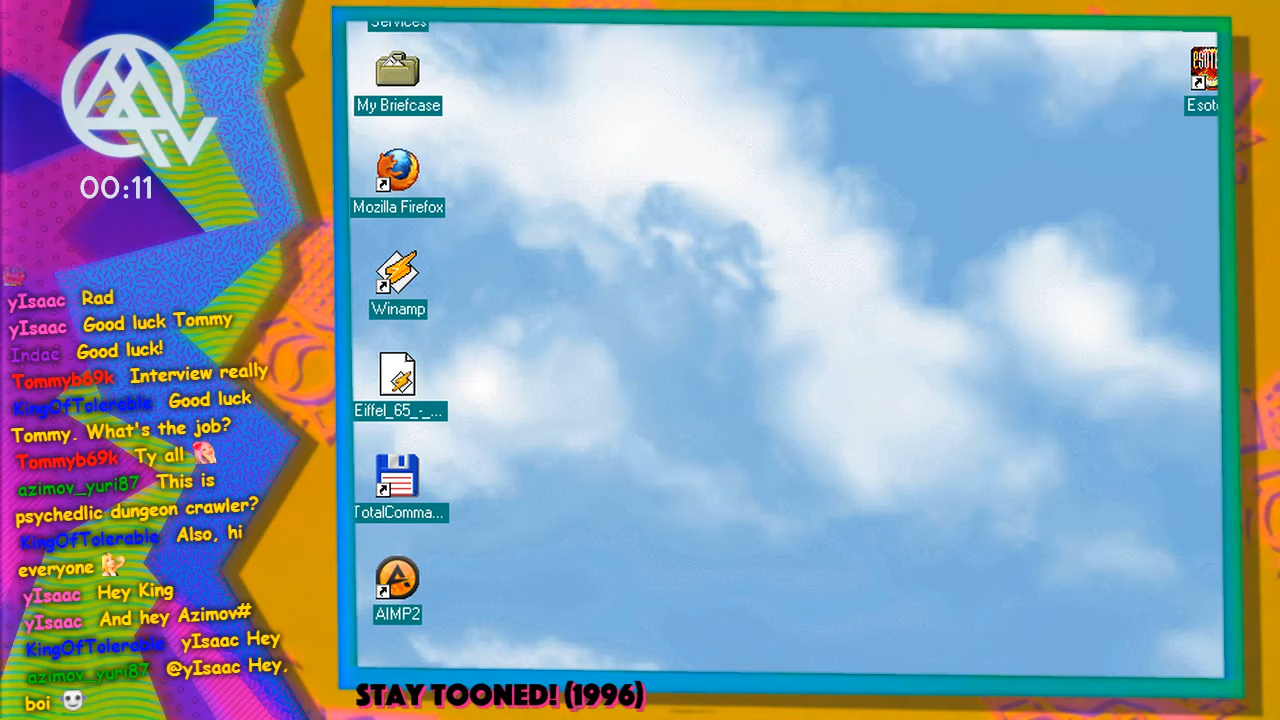 Services
My Briefcase
Esot
Mozilla Firefox
Winamp
Eiffel_65_-_...
TotalComma...
AIMP2
00:11
yIsaac Rad
yIsaac Good luck Tommy
Indae Good luck!
Tommyb69k Interview really
KingOfTolerable Good luck
Tommy. What's the job?
Tommyb69k Ty all
azimov_yuri87 This is
psychedlic dungeon crawler?
KingOfTolerable Also, hi
everyone
yIsaac Hey King
yIsaac And hey Azimov#
KingOfTolerable yIsaac Hey
azimov_yuri87 @yIsaac Hey,
boi
STAY TOONED! (1996)